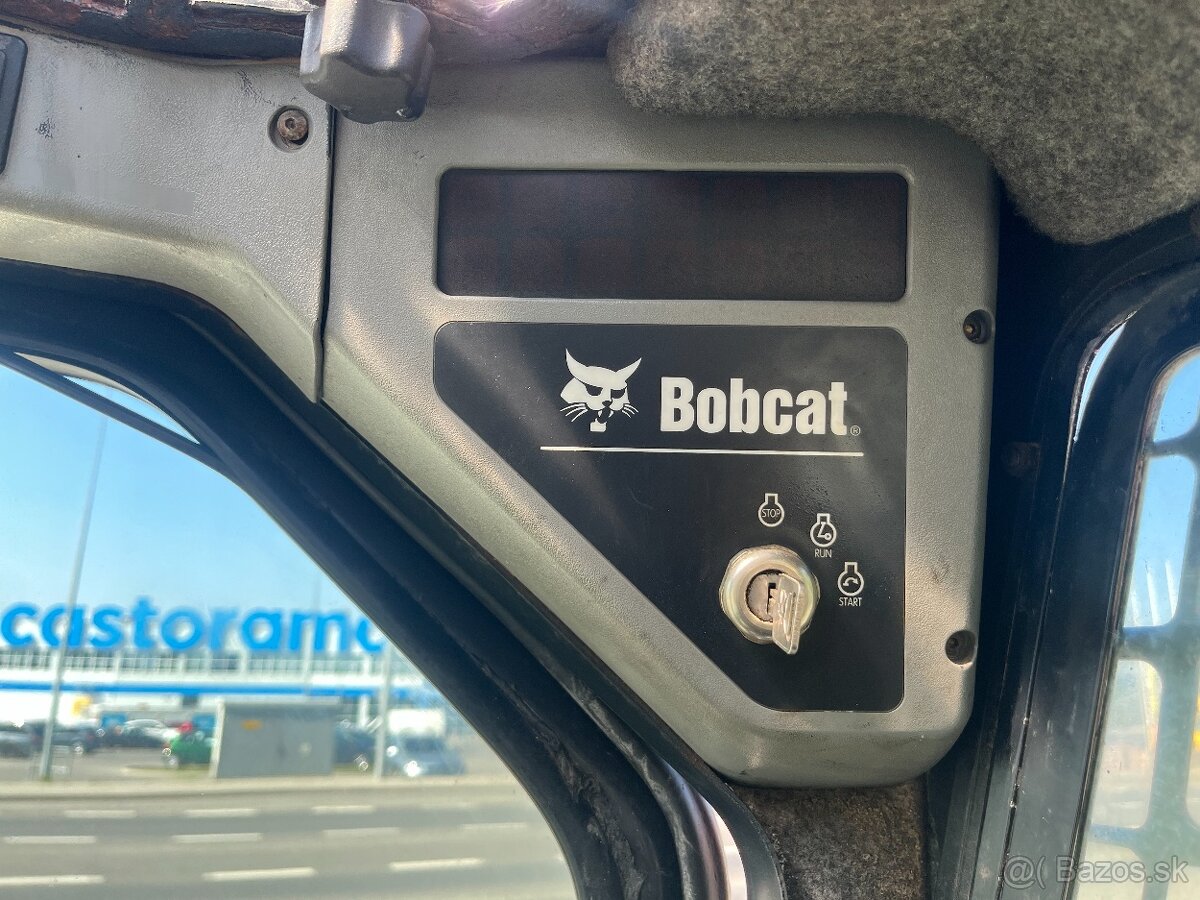 Bobcat®
STOP
RUN
START
castorama
@( Bazos.sk